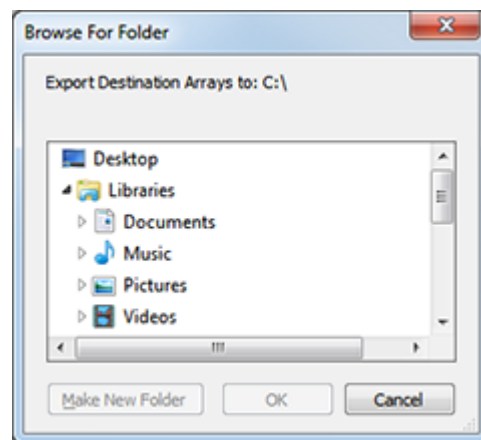 Browse For Folder
Export Destination Arrays to: C:\
Desktop
Libraries
Documents
Music
Pictures
Videos
Make New Folder OK Cancel